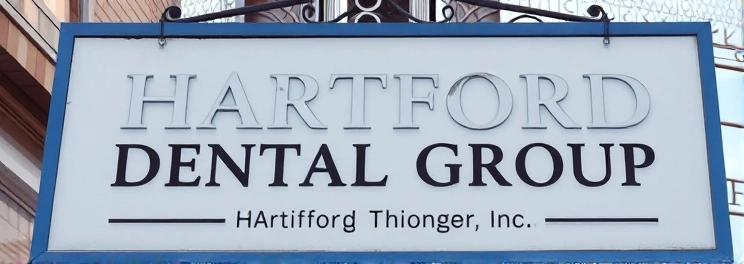 HARTFORD
DENTAL GROUP
HArtifford Thionger, Inc.